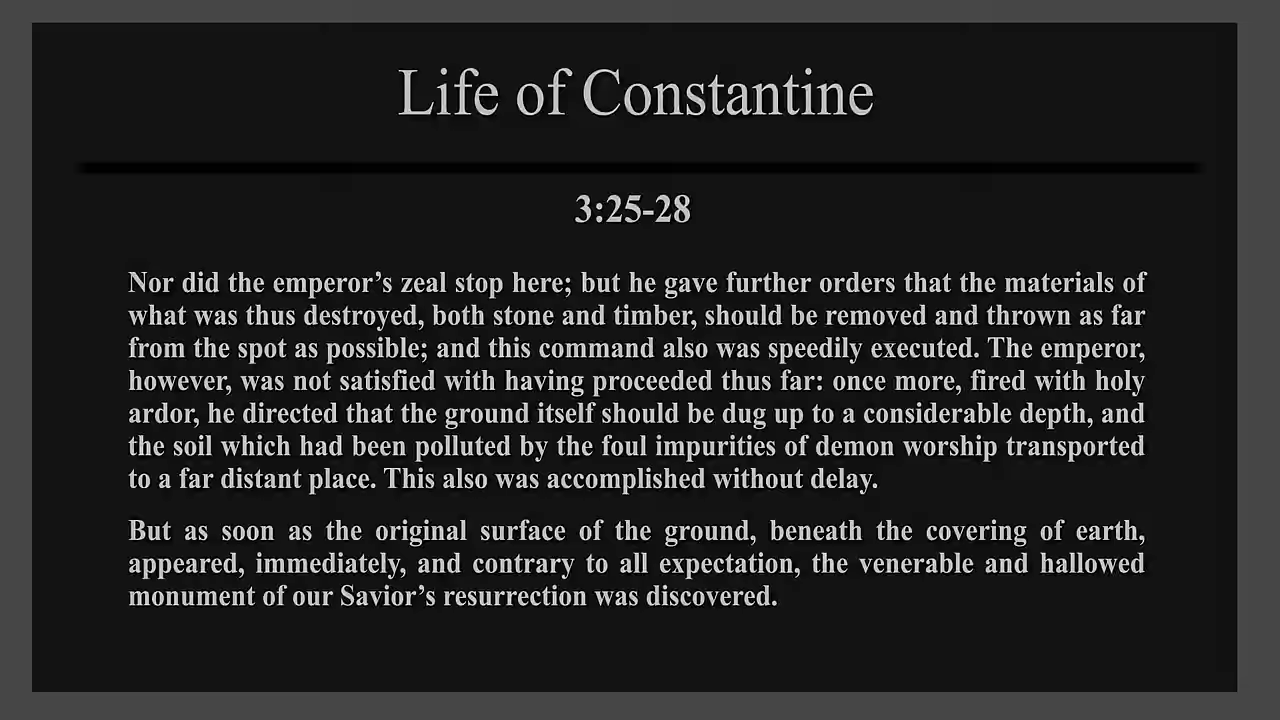 Life of Constantine
3:25-28
Nor did the emperor’s zeal stop here; but he gave further orders that the materials of
what was thus destroyed, both stone and timber, should be removed and thrown as far
from the spot as possible; and this command also was speedily executed. The emperor,
however, was not satisfied with having proceeded thus far: once more, fired with holy
ardor, he directed that the ground itself should be dug up to a considerable depth, and
the soil which had been polluted by the foul impurities of demon worship transported
to a far distant place. This also was accomplished without delay.
But as soon as the original surface of the ground, beneath the covering of earth,
appeared, immediately, and contrary to all expectation, the venerable and hallowed
monument of our Savior’s resurrection was discovered.